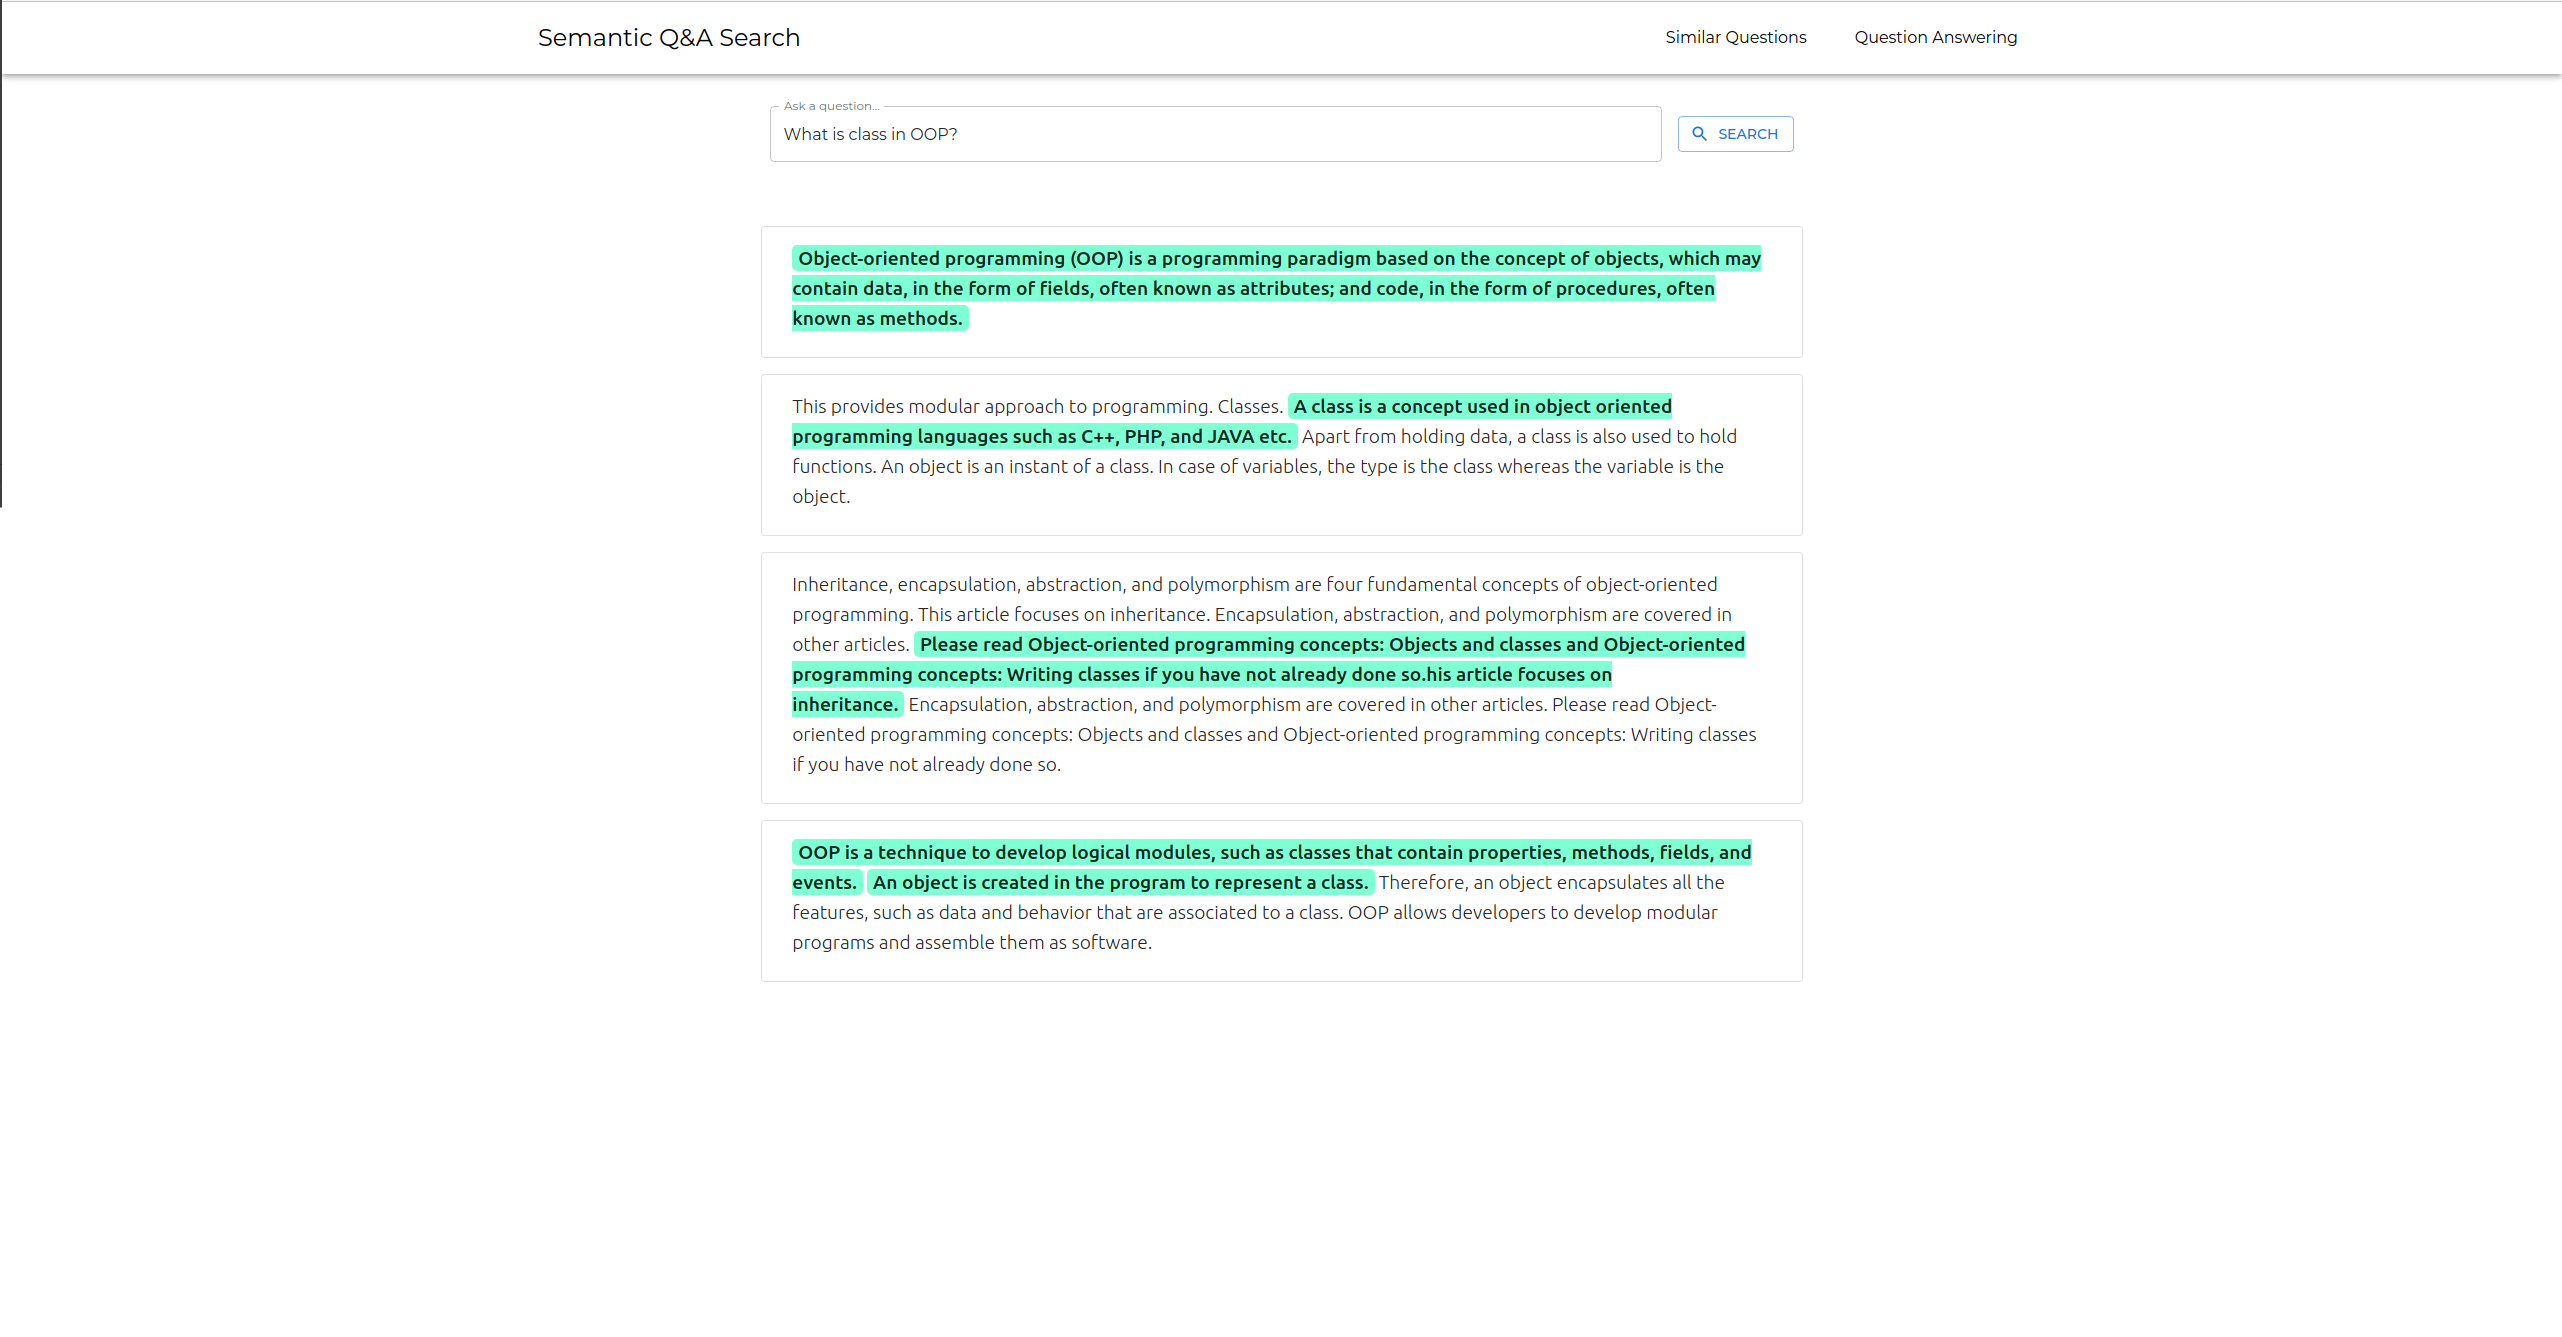 Semantic Q&A Search
Similar Questions
Question Answering
Ask a question...
What is class in OOP?
SEARCH
Object-oriented programming (OOP) is a programming paradigm based on the concept of objects, which may
contain data, in the form of fields, often known as attributes; and code, in the form of procedures, often
known as methods.
This provides modular approach to programming. Classes. A class is a concept used in object oriented
programming languages such as C++, PHP, and JAVA etc. Apart from holding data, a class is also used to hold
functions. An object is an instant of a class. In case of variables, the type is the class whereas the variable is the
object.
Inheritance, encapsulation, abstraction, and polymorphism are four fundamental concepts of object-oriented
programming. This article focuses on inheritance. Encapsulation, abstraction, and polymorphism are covered in
other articles. Please read Object-oriented programming concepts: Objects and classes and Object-oriented
programming concepts: Writing classes if you have not already done so.his article focuses on
inheritance. Encapsulation, abstraction, and polymorphism are covered in other articles. Please read Object-
oriented programming concepts: Objects and classes and Object-oriented programming concepts: Writing classes
if you have not already done so.
OOP is a technique to develop logical modules, such as classes that contain properties, methods, fields, and
events. An object is created in the program to represent a class. Therefore, an object encapsulates all the
features, such as data and behavior that are associated to a class. OOP allows developers to develop modular
programs and assemble them as software.